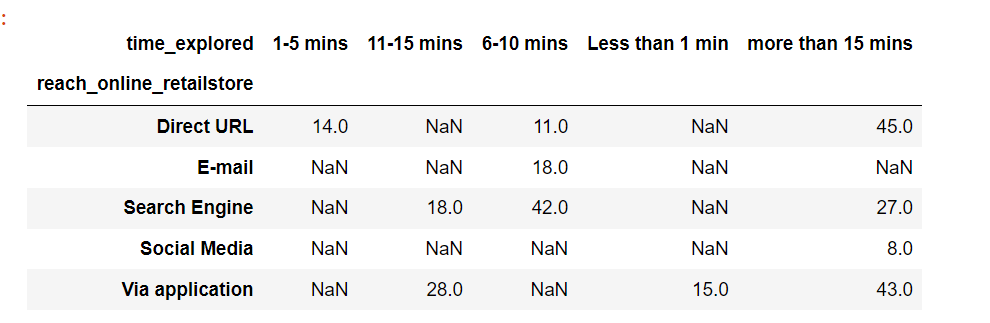 :
time_explored 1-5 mins 11-15 mins 6-10 mins Less than 1 min more than 15 mins
reach_online_retailstore
Direct URL 14.0 NaN 11.0 NaN 45.0
E-mail NaN NaN 18.0 NaN NaN
Search Engine NaN 18.0 42.0 NaN 27.0
Social Media NaN NaN NaN NaN 8.0
Via application NaN 28.0 NaN 15.0 43.0